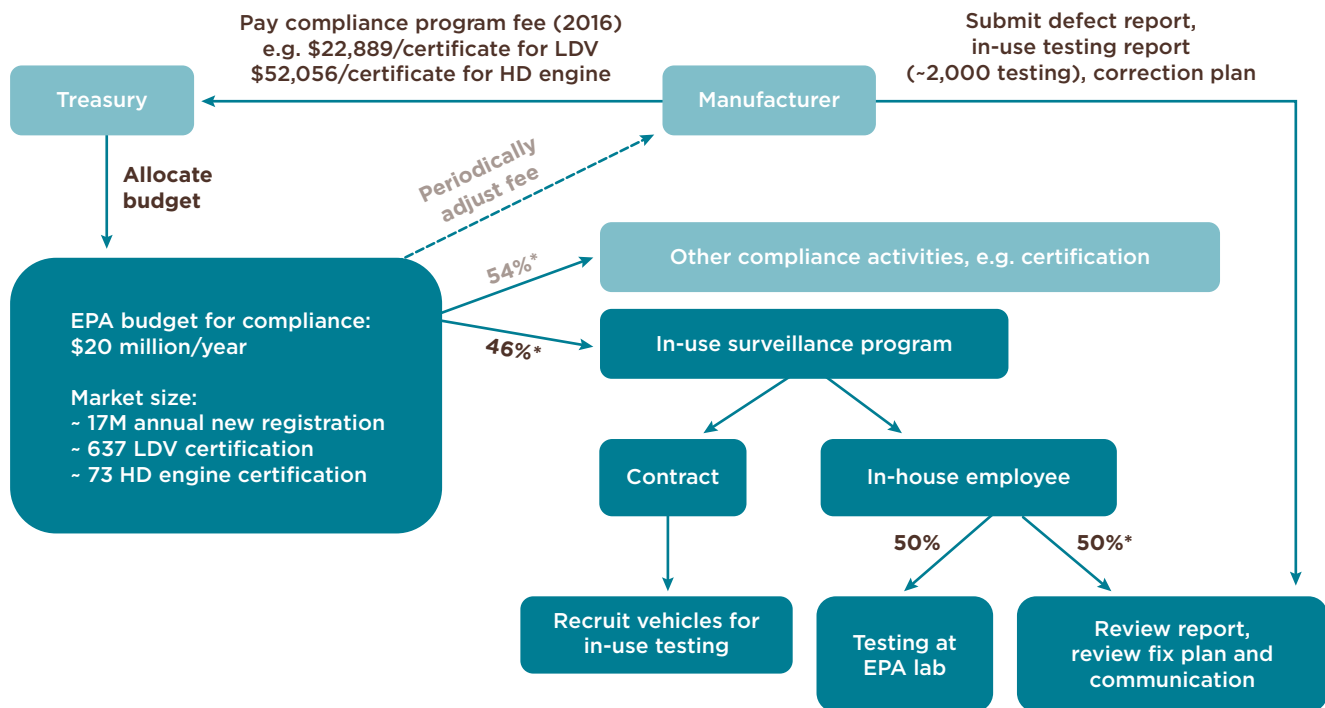 Pay compliance program fee (2016)
e.g. $22,889/certificate for LDV
$52,056/certificate for HD engine
Submit defect report,
in-use testing report
(~2,000 testing), correction plan
Treasury
Manufacturer
Allocate
budget
Periodically
adjust fee
EPA budget for compliance:
$20 million/year
Market size:
~ 17M annual new registration
~ 637 LDV certification
~ 73 HD engine certification
54%*
Other compliance activities, e.g. certification
46%*
In-use surveillance program
Contract
In-house employee
50%
50%*
Recruit vehicles for
in-use testing
Testing at
EPA lab
Review report,
review fix plan and
communication